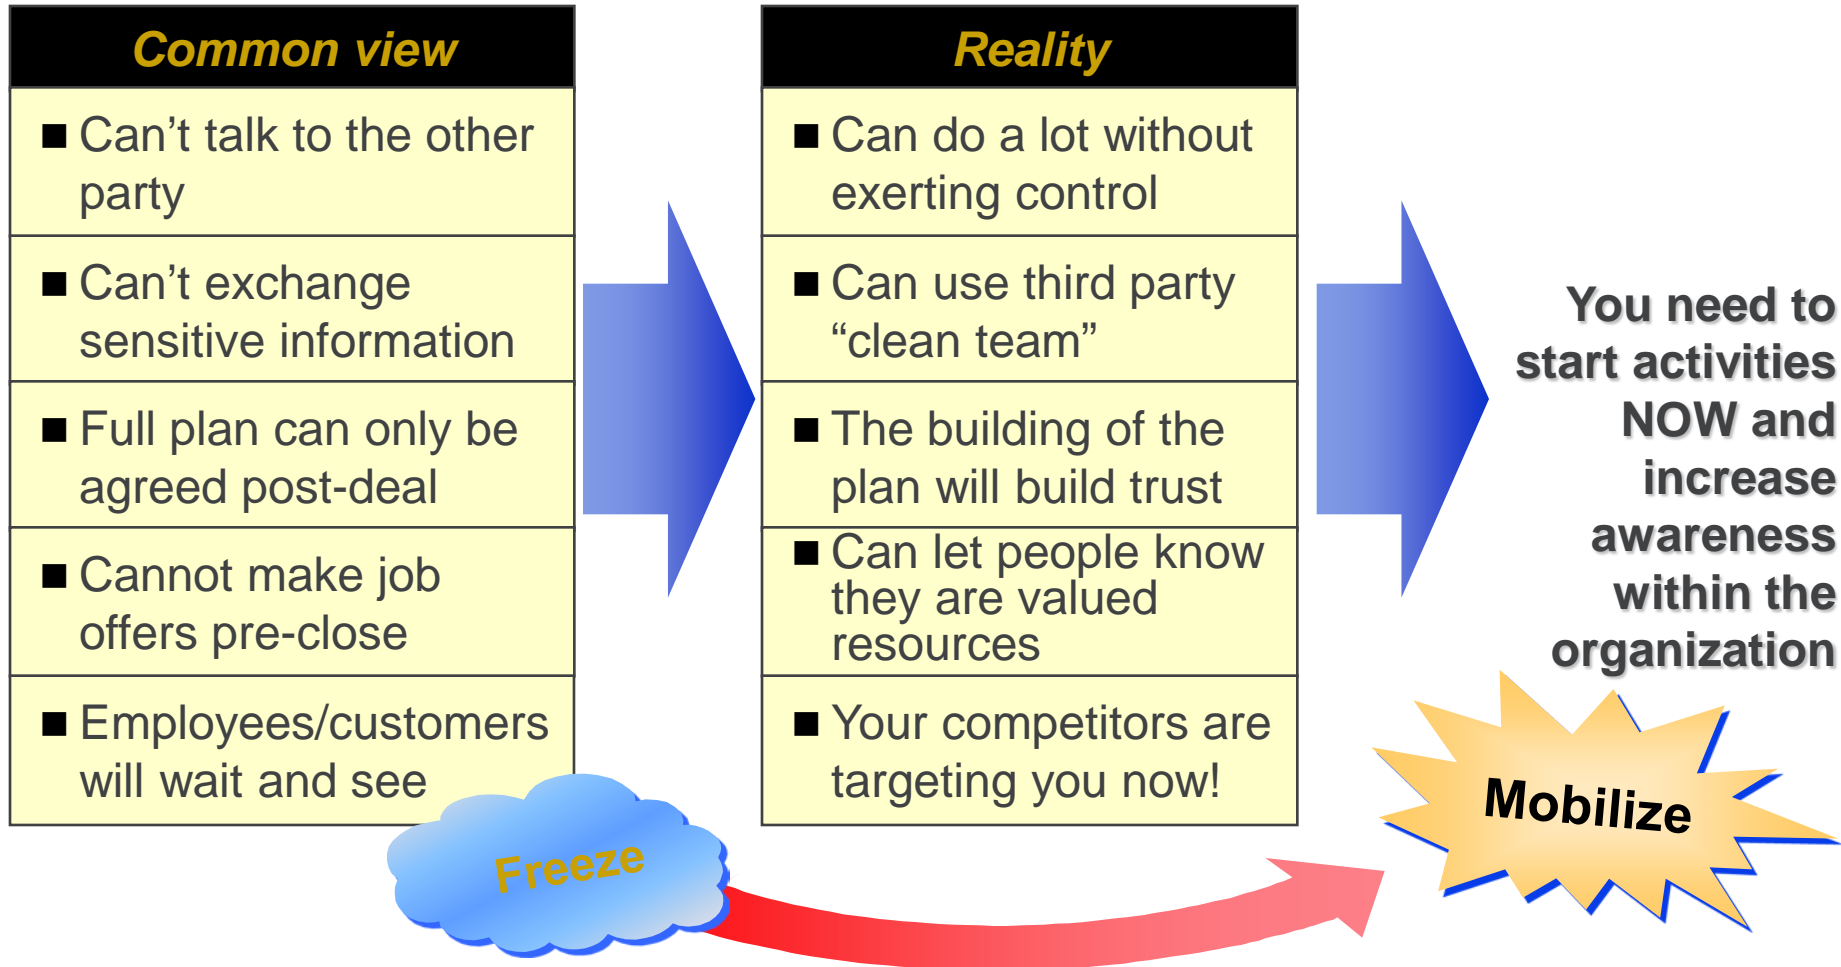 Common view
■ Can’t talk to the other
party
■ Can’t exchange
sensitive information
■ Full plan can only be
agreed post-deal
■ Cannot make job
offers pre-close
■ Employees/customers
will wait and see
Freeze
Reality
■ Can do a lot without
exerting control
■ Can use third party
“clean team”
■ The building of the
plan will build trust
■ Can let people know
they are valued
resources
■ Your competitors are
targeting you now!
You need to
start activities
NOW and
increase
awareness
within the
organization
Mobilize